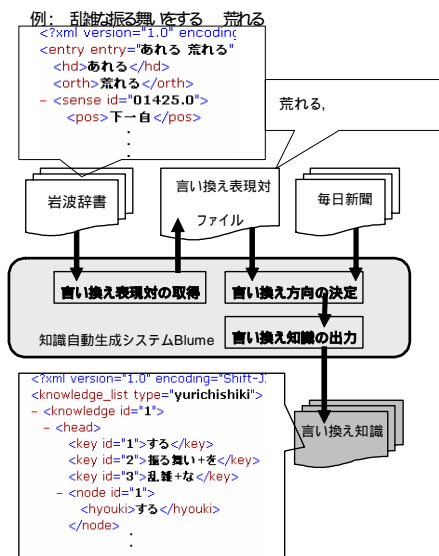 例：　乱雑な振る舞いをする　荒れる
<?xml version="1.0" encoding
<entry entry="あれる 荒れる"
<hd>あれる</hd>
<orth>荒れる</orth>
- <sense id="01425.0">
<pos>下一自</pos>
.
.
.
荒れる，
岩波辞書
言い換え表現対
ファイル
毎日新聞
言い換え表現対の取得
言い換え方向の決定
知識自動生成システムBlume
言い換え知識の出力
<?xml version="1.0" encoding="Shift-J
<knowledge_list type="yurichishiki">
- <knowledge id="1">
- <head>
<key id="1">する</key>
<key id="2">振る舞い+を</key>
<key id="3">乱雑+な</key>
- <node id="1">
<hyouki>する</hyouki>
</node>
.
.
言い換え知識